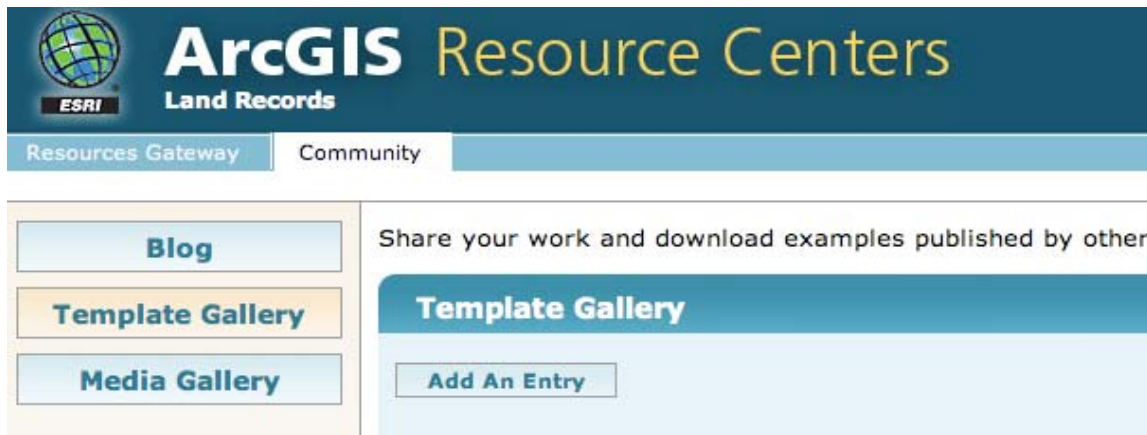 ArcGIS Resource Centers
ESRI
Land Records
Resources Gateway
Community
Blog
Template Gallery
Media Gallery
Share your work and download examples published by other
Template Gallery
Add An Entry